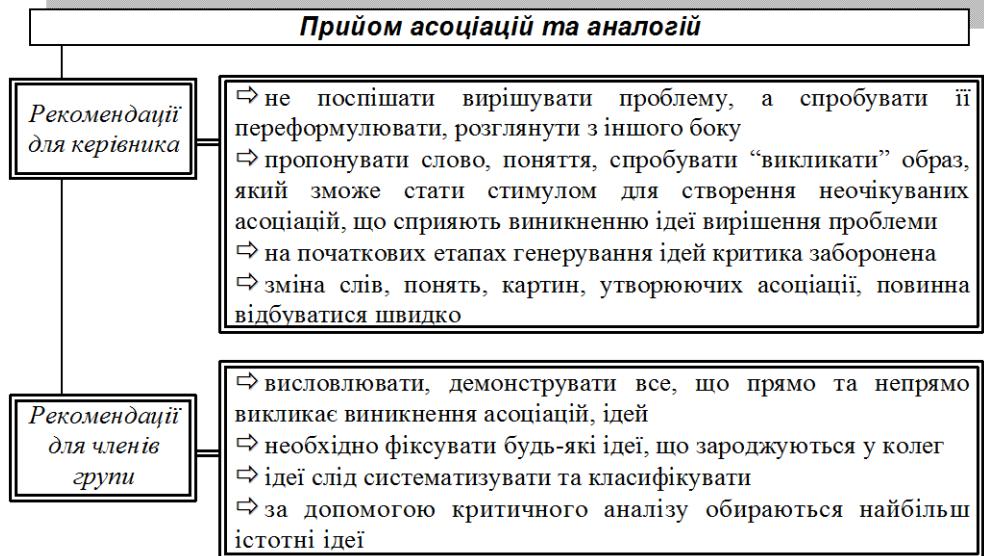 Прийом асоціацій та аналогій
Рекомендації
для керівника
⇨ не поспішати вирішувати проблему, а спробувати її
переформулювати, розглянути з іншого боку
⇨ пропонувати слово, поняття, спробувати “викликати” образ,
який зможе стати стимулом для створення неочікуваних
асоціацій, що сприяють виникненню ідеї вирішення проблеми
⇨ на початкових етапах генерування ідей критика заборонена
⇨ зміна слів, понять, картин, утворюючих асоціації, повинна
відбуватися швидко
Рекомендації
для членів
групи
⇨ висловлювати, демонструвати все, що прямо та непрямо
викликає виникнення асоціацій, ідей
⇨ необхідно фіксувати будь-які ідеї, що зароджуються у колег
⇨ ідеї слід систематизувати та класифікувати
⇨ за допомогою критичного аналізу обираються найбільш
істотні ідеї